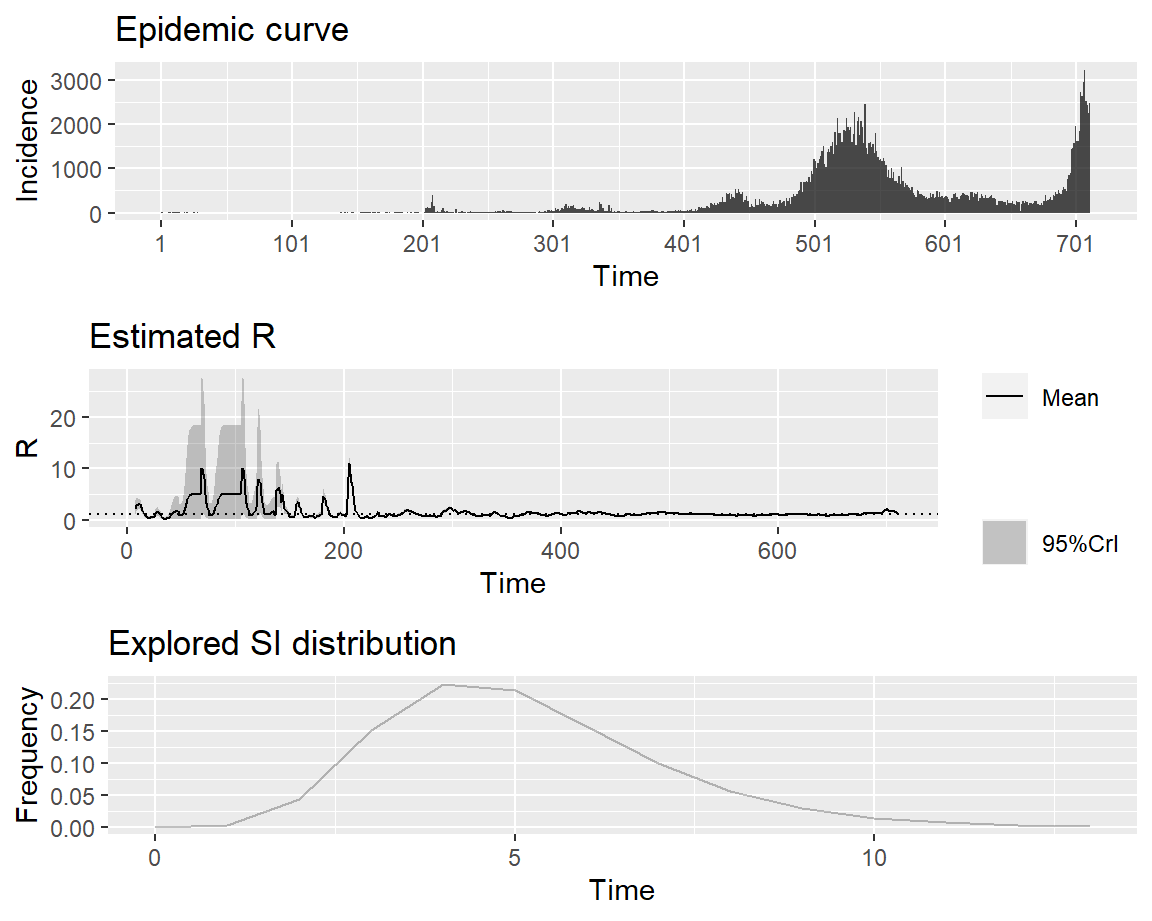 Epidemic curve
3000
2000
1000
0
Incidence
1 101 201 301 401 501 601 701
Time
Estimated R
20
10
0
R
0 200 400 600
Time
Mean
95%CrI
Explored SI distribution
0.20
0.15
0.10
0.05
0.00
Frequency
0 5 10
Time